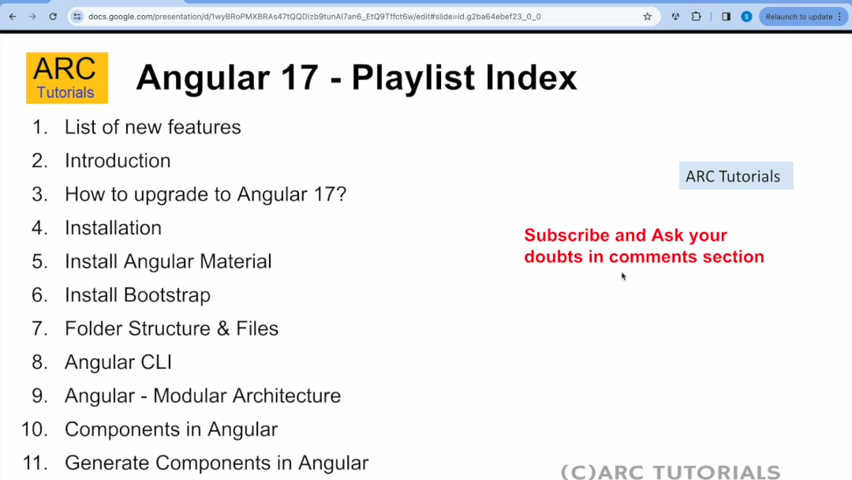 docs.google.com/presentation/d/1wyBRoPMXBRAs47tQQDizb9tunAl7an6_EtQ9Tffct6w/edit#slide=id.g2ba64ebef23_0_0
S
Relaunch to update
ARC
Tutorials
Angular 17 - Playlist Index
1. List of new features
2. Introduction
3. How to upgrade to Angular 17?
4. Installation
5. Install Angular Material
6. Install Bootstrap
7. Folder Structure & Files
8. Angular CLI
9. Angular - Modular Architecture
10. Components in Angular
11. Generate Components in Angular
ARC Tutorials
Subscribe and Ask your
doubts in comments section
(C)ARC TUTORIALS